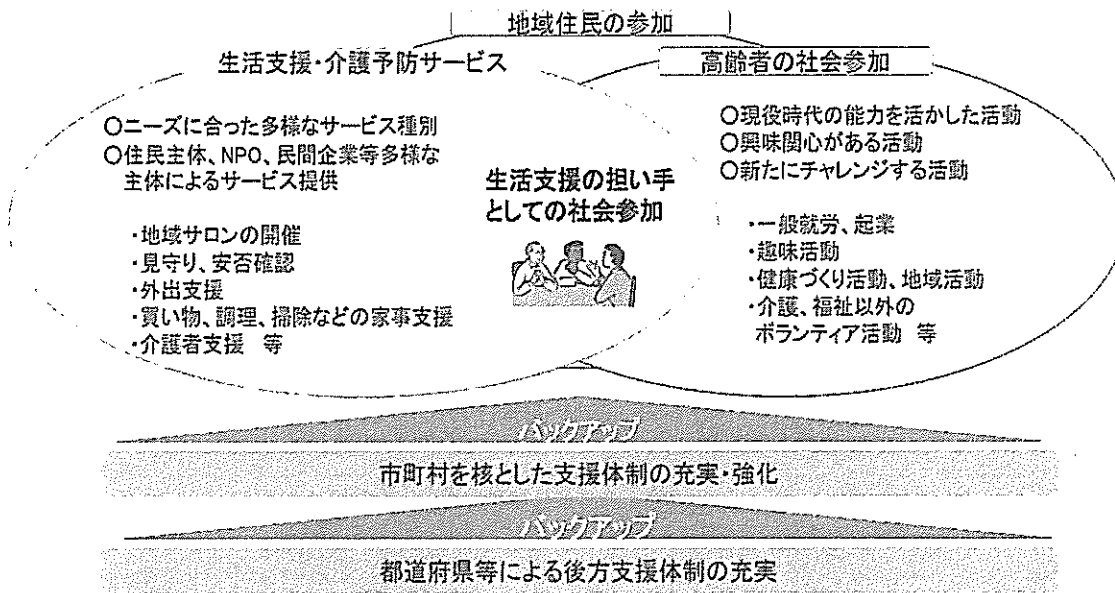 地域住民の参加
生活支援・介護予防サービス
高齢者の社会参加
○ニーズに合った多様なサービス種別
○住民主体、NPO、民間企業等多様な
主体によるサービス提供
・地域サロンの開催
・見守り、安否確認
・外出支援
・買い物、調理、掃除などの家事支援
・介護者支援 等
生活支援の担い手
としての社会参加
○現役時代の能力を活かした活動
○興味関心がある活動
○新たにチャレンジする活動
・一般就労、起業
・趣味活動
・健康づくり活動、地域活動
・介護、福祉以外の
ボランティア活動 等
バックアップ
市町村を核とした支援体制の充実・強化
バックアップ
都道府県等による後方支援体制の充実